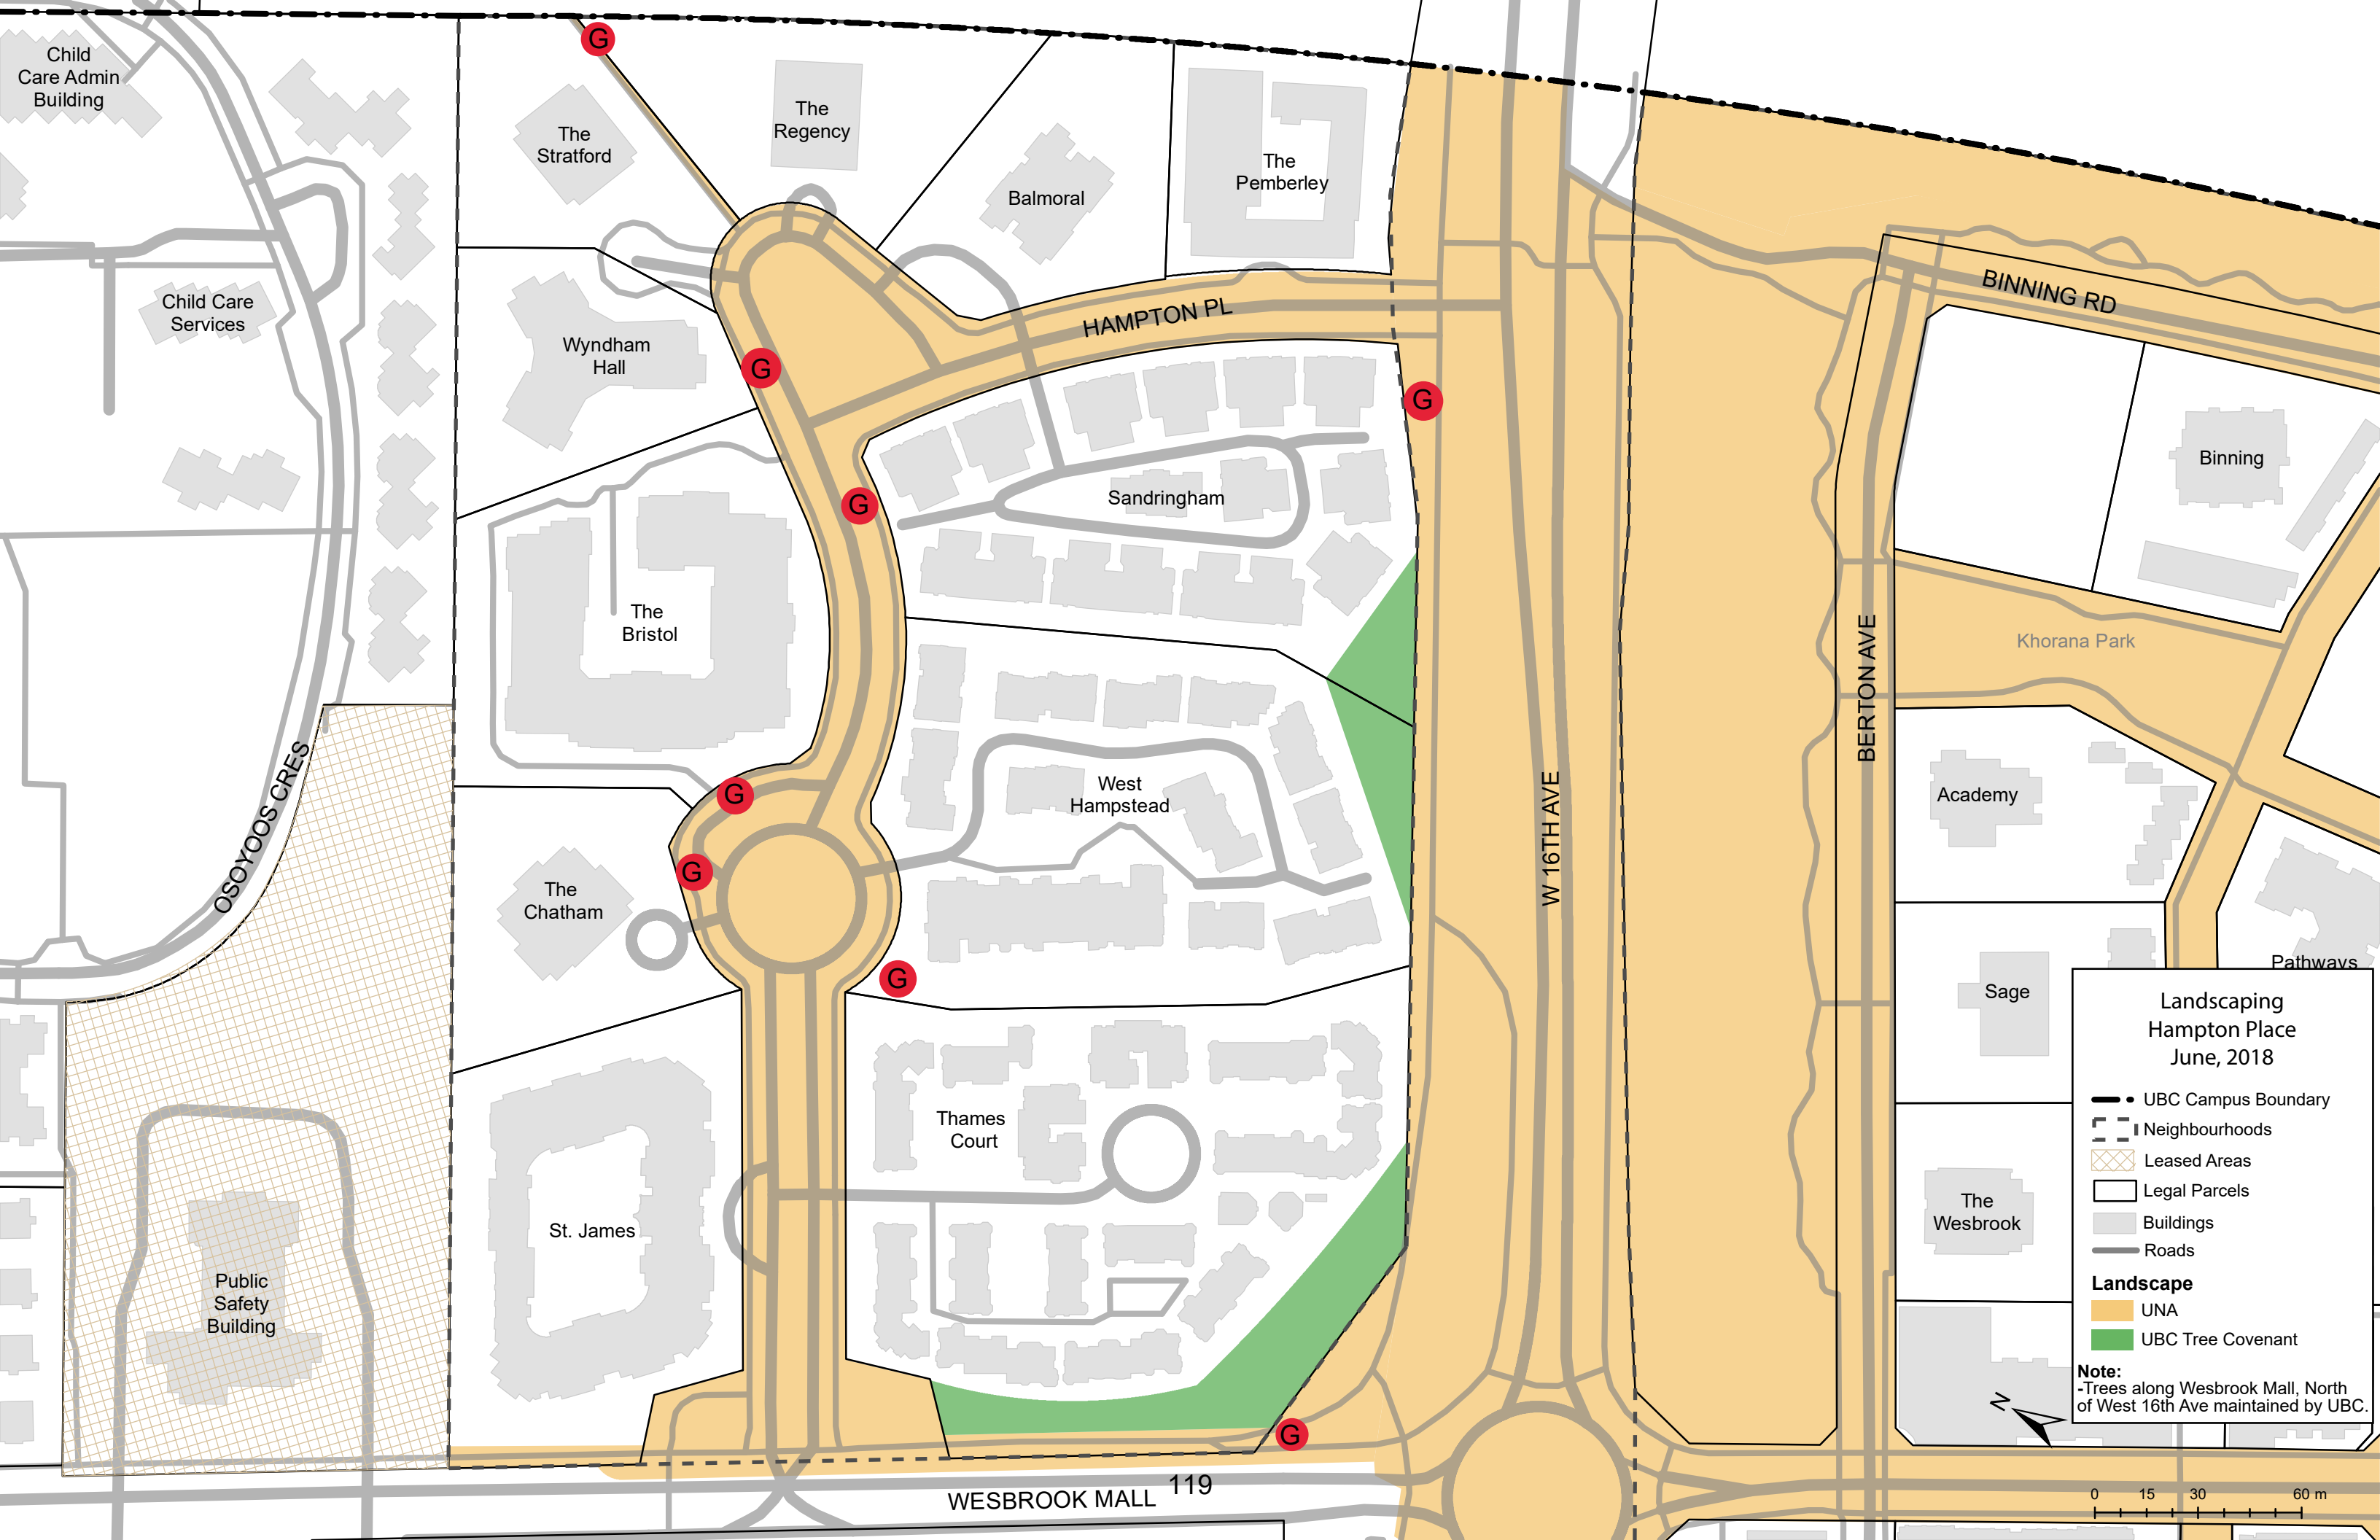 G
Child
Care Admin
Building
The
Stratford
The
Regency
Balmoral
The
Pemberley
Child Care
Services
Wyndham
Hall
HAMPTON PL
BINNING RD
G
G
G
Sandringham
Binning
The
Bristol
Khorana Park
BERTON AVE
OSOYOOS CRES
G
West
Hampstead
W 16TH AVE
Academy
G
The
Chatham
G
Sage
Pathways
Thames
Court
St. James
The
Wesbrook
Public
Safety
Building
G
119
WESBROOK MALL
Landscaping
Hampton Place
June, 2018
UBC Campus Boundary
Neighbourhoods
Leased Areas
Legal Parcels
Buildings
Roads
Landscape
UNA
UBC Tree Covenant
Note:
-Trees along Wesbrook Mall, North
of West 16th Ave maintained by UBC.
N
0 15 30 60 m